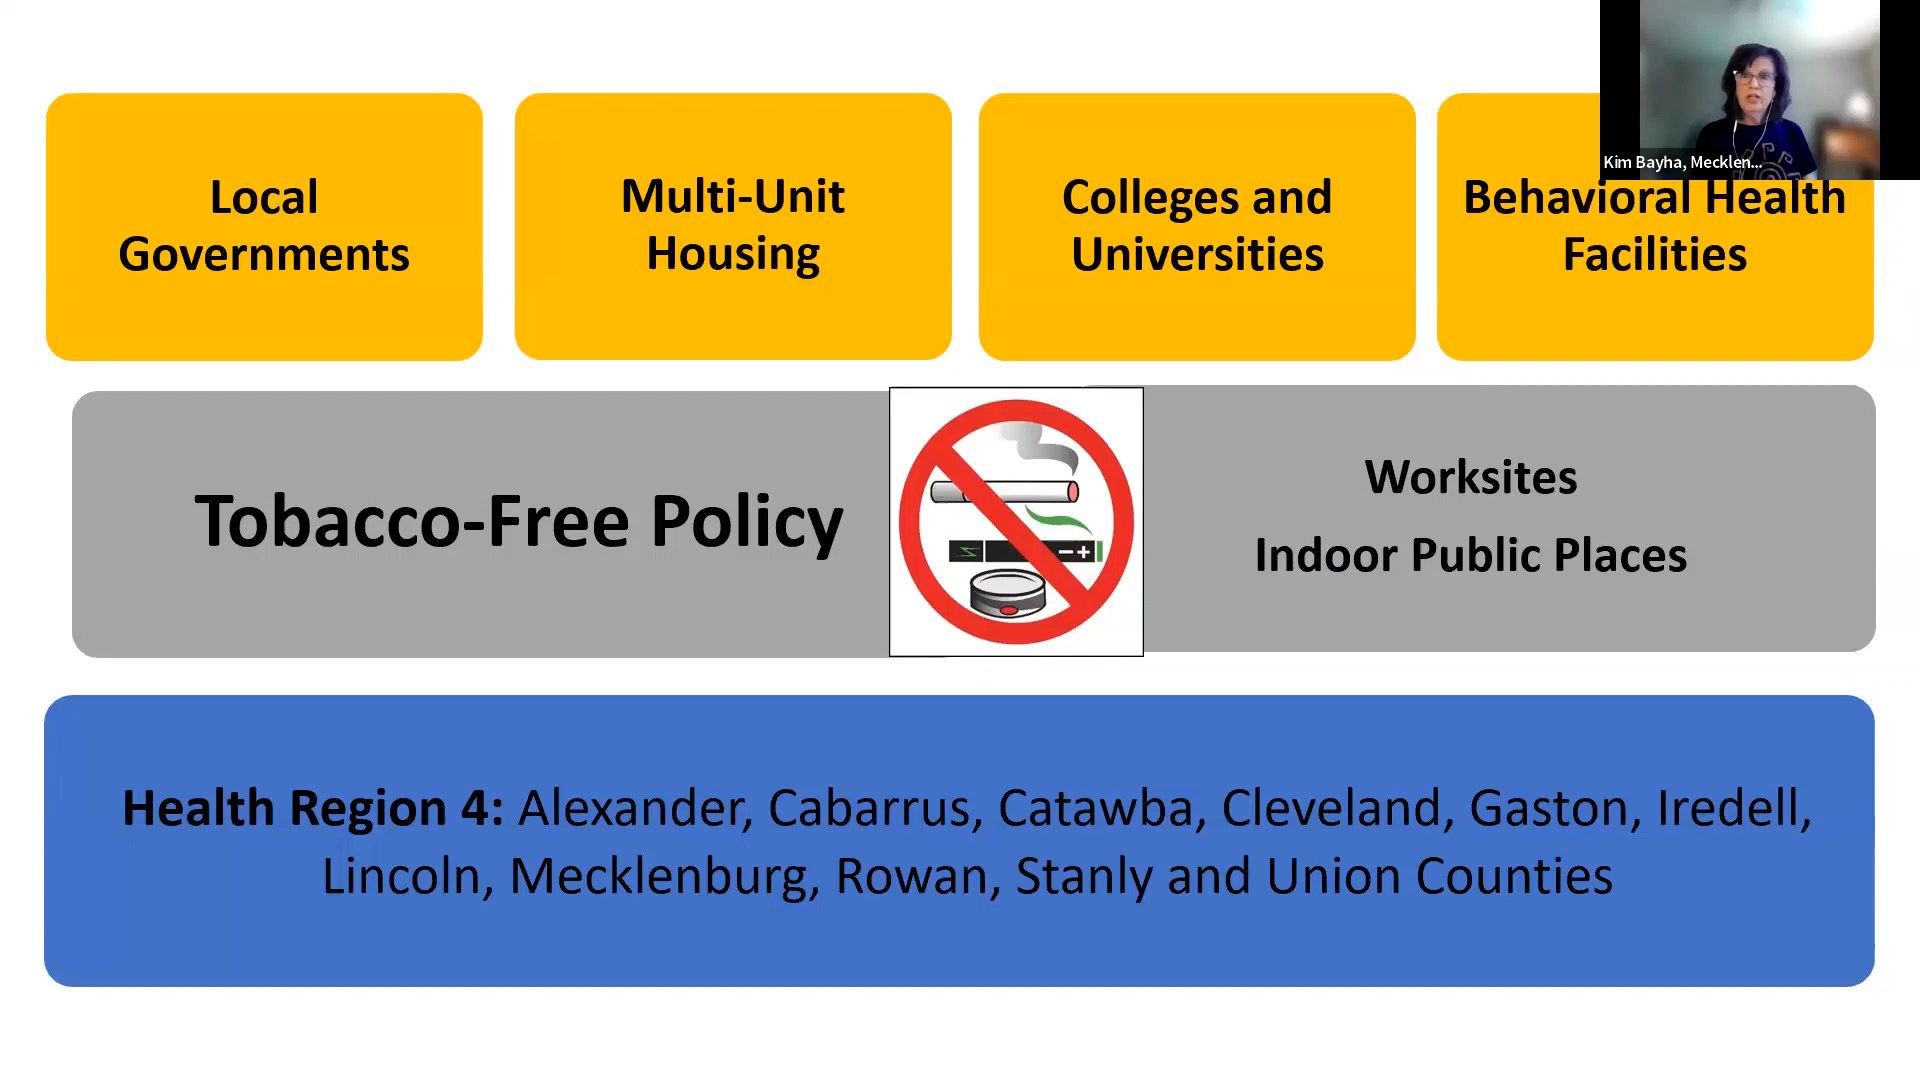 Kim Bayha, Mecklen...
Local
Governments
Multi-Unit
Housing
Colleges and
Universities
Behavioral Health
Facilities
Tobacco-Free Policy
Worksites
Indoor Public Places
Health Region 4: Alexander, Cabarrus, Catawba, Cleveland, Gaston, Iredell,
Lincoln, Mecklenburg, Rowan, Stanly and Union Counties